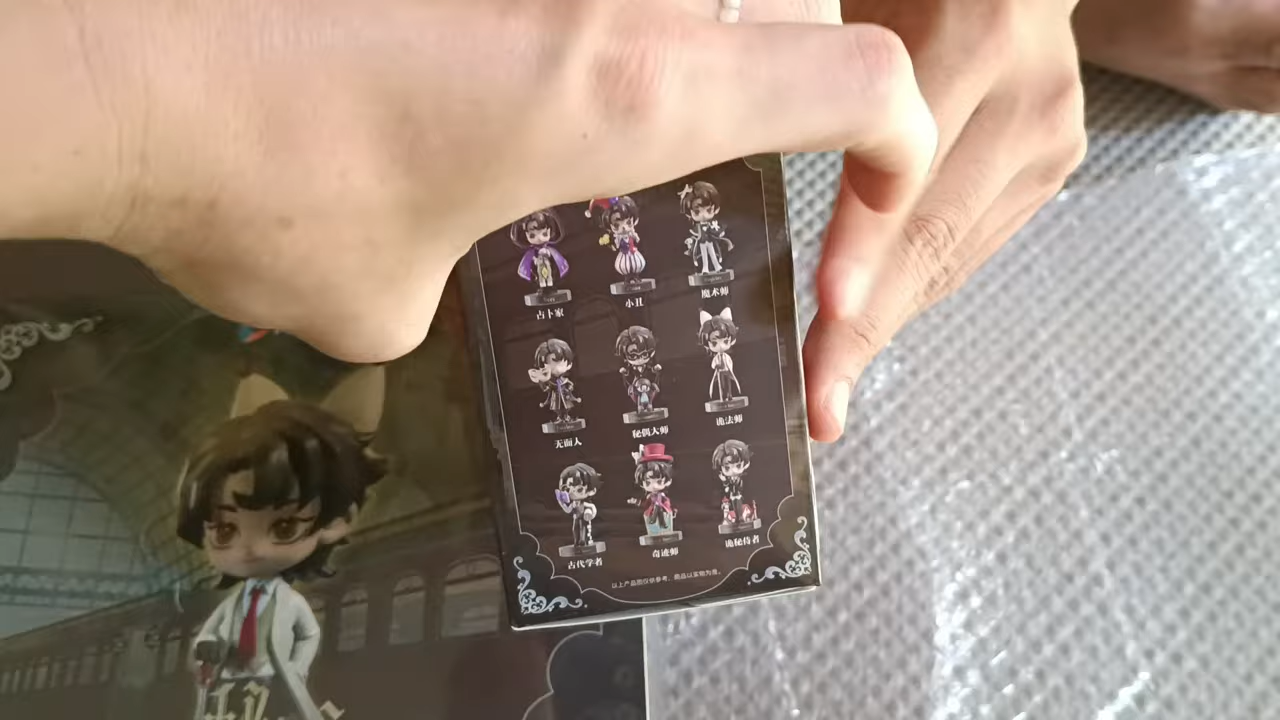 占卜家
小丑
魔术师
无面人
秘偶大师
诡法师
古代学者
奇迹师
诡秘侍者
以上产品图仅供参考，商品以实物为准。